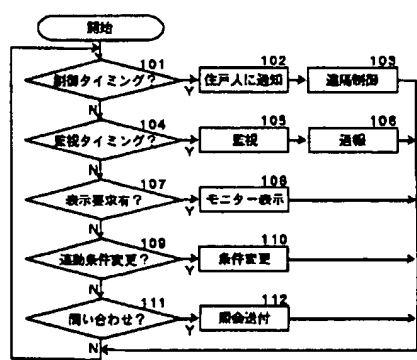 開始
101
制御タイミング?
Y
102
住戸人に通知
103
遠隔制御
N
104
監視タイミング?
Y
105
監視
106
通報
N
107
表示要求有?
Y
108
モニター表示
N
109
連動条件変更?
Y
110
条件変更
N
111
問い合わせ?
Y
112
照会送付
N